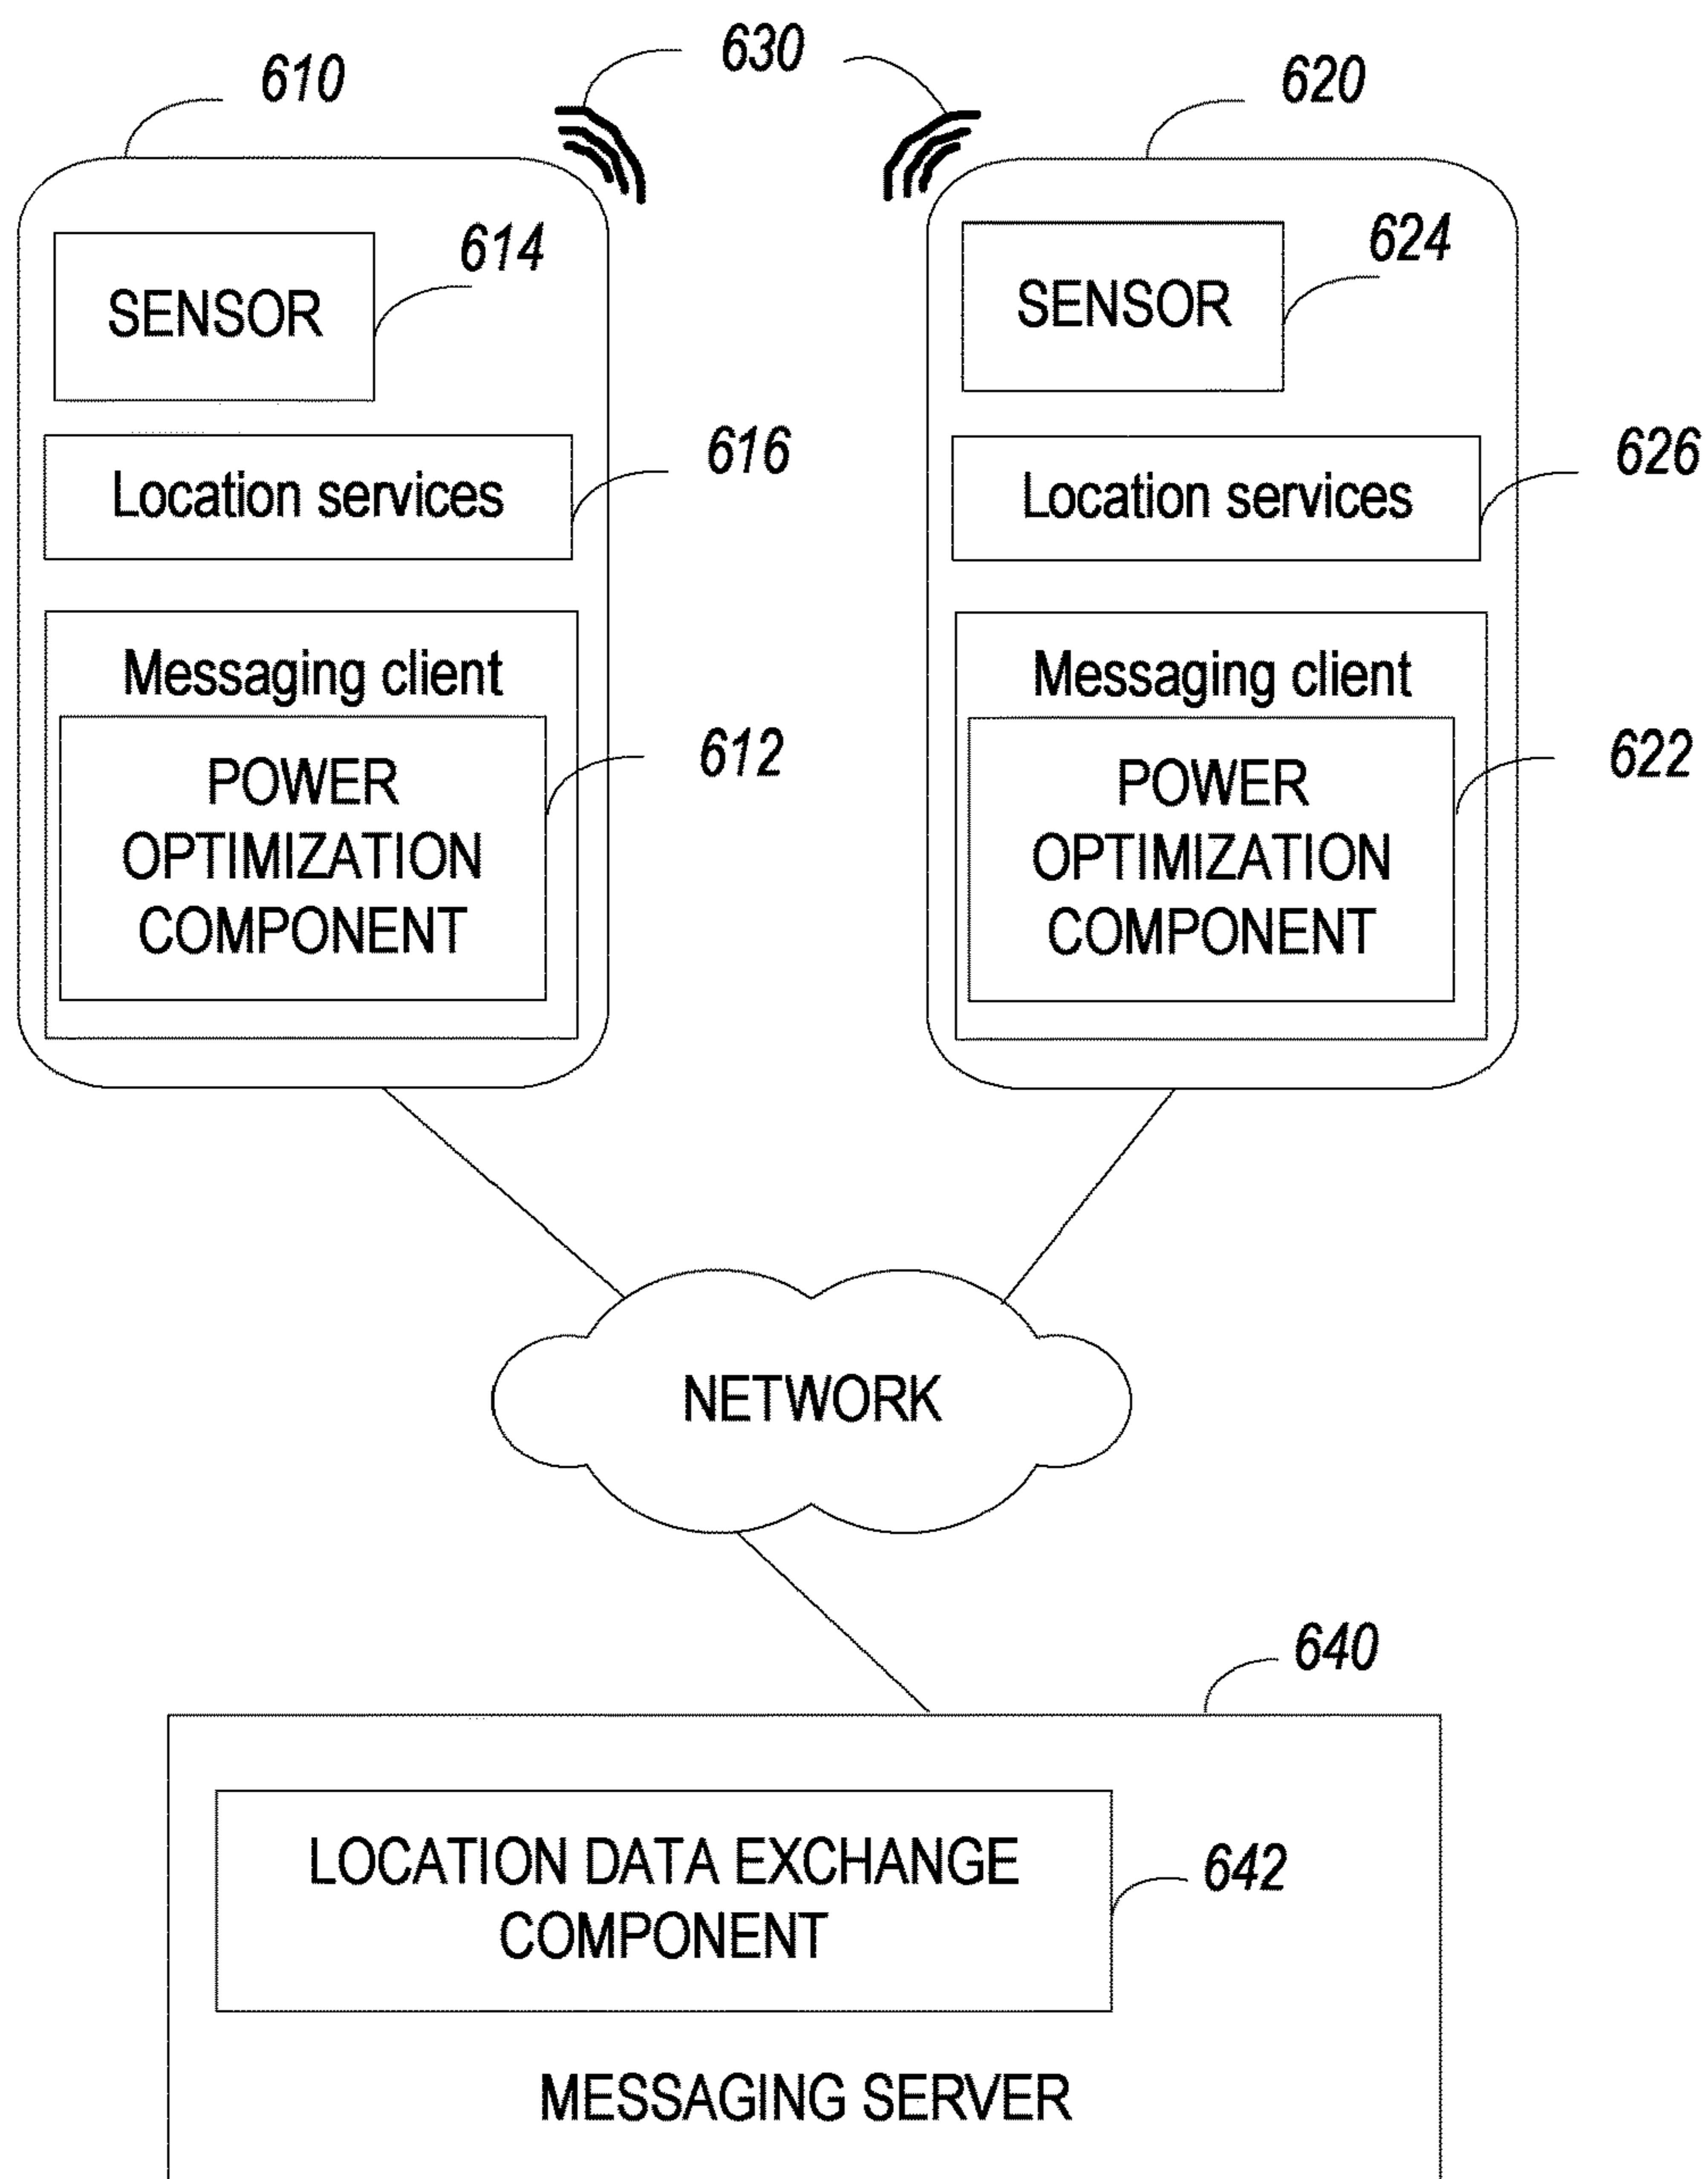 630
610
620
SENSOR
614
SENSOR
624
Location services
616
Location services
626
Messaging client
POWER
OPTIMIZATION
COMPONENT
612
Messaging client
POWER
OPTIMIZATION
COMPONENT
622
NETWORK
640
LOCATION DATA EXCHANGE
COMPONENT
642
MESSAGING SERVER